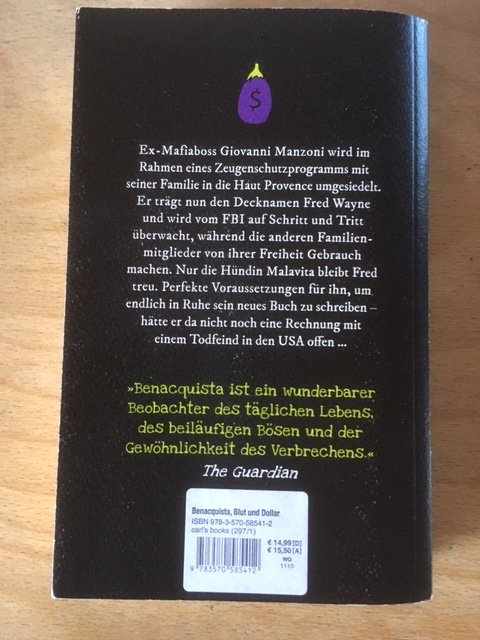 $
Ex-Mafiaboss Giovanni Manzoni wird im
Rahmen eines Zeugenschutzprogramms mit
seiner Familie in die Haut Provence umgesiedelt.
Er trägt nun den Decknamen Fred Wayne
und wird vom FBI auf Schritt und Tritt
überwacht, während die anderen Familien-
mitglieder von ihrer Freiheit Gebrauch
machen. Nur die Hündin Malavita bleibt Fred
treu. Perfekte Voraussetzungen für ihn, um
endlich in Ruhe sein neues Buch zu schreiben –
hätte er da nicht noch eine Rechnung mit
einem Todfeind in den USA offen ...
»Benacquista ist ein wunderbarer
Beobachter des täglichen Lebens,
des beiläufigen Bösen und der
Gewöhnlichkeit des Verbrechens.«
The Guardian
Benacquista, Blut und Dollar
ISBN 978-3-570-58541-2
carl's books (297/1)
€ 14,99 [D]
€ 15,50 [A]
WG
1110
9 783570 585412